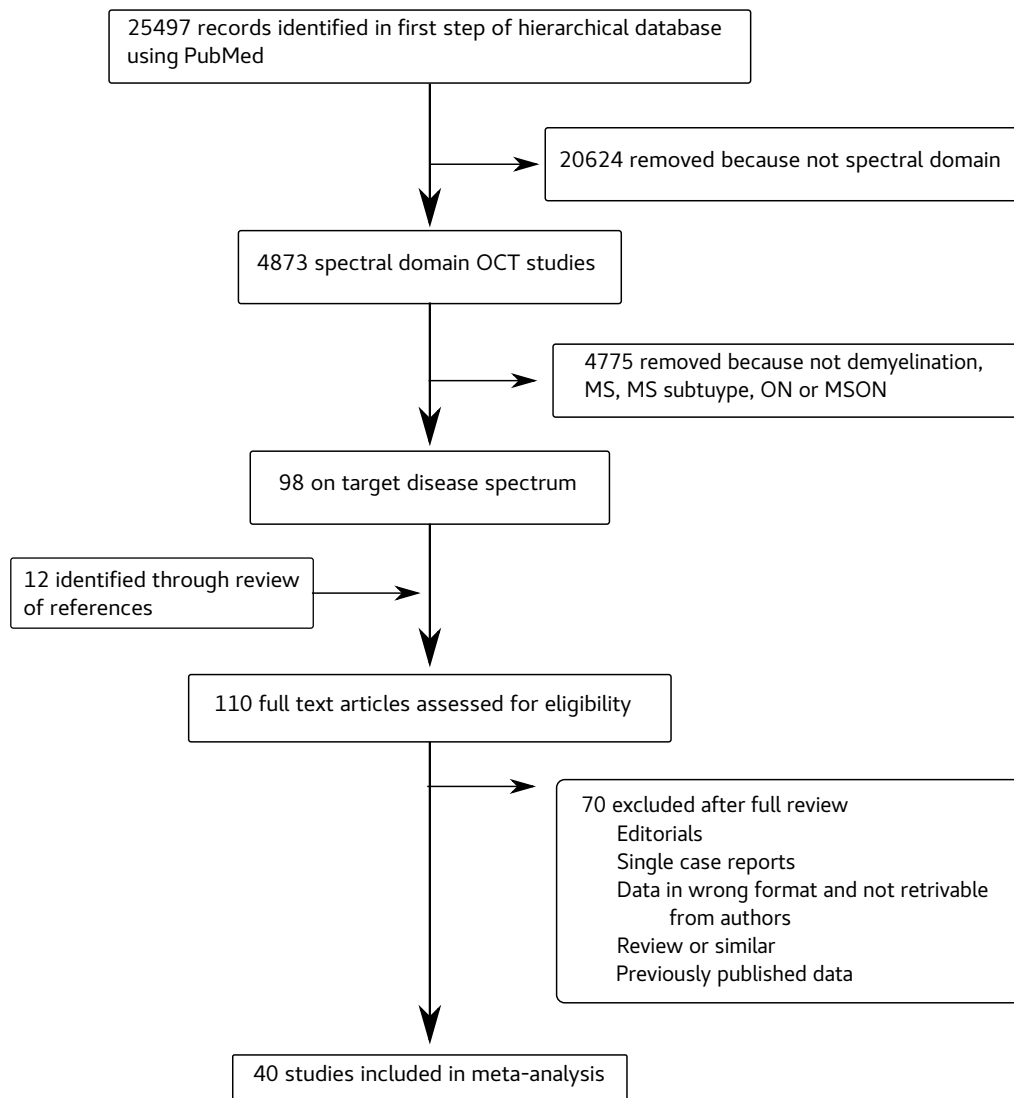 25497 records identified in first step of hierarchical database
using PubMed
20624 removed because not spectral domain
4873 spectral domain OCT studies
4775 removed because not demyelination,
MS, MS subtuype, ON or MSON
98 on target disease spectrum
12 identified through review
of references
110 full text articles assessed for eligibility
70 excluded after full review
Editorials
Single case reports
Data in wrong format and not retrivable
from authors
Review or similar
Previously published data
40 studies included in meta-analysis